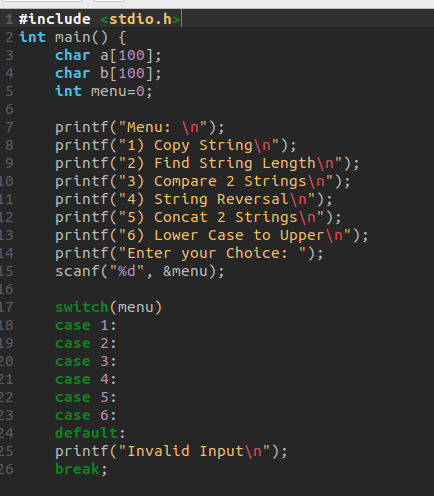 1 #include <stdio.h>
2 int main() {
3     char a[100];
4     char b[100];
5     int menu=0;
6
7     printf("Menu: \n");
8     printf("1) Copy String\n");
9     printf("2) Find String Length\n");
10     printf("3) Compare 2 Strings\n");
11     printf("4) String Reversal\n");
12     printf("5) Concat 2 Strings\n");
13     printf("6) Lower Case to Upper\n");
14     printf("Enter your Choice: ");
15     scanf("%d", &menu);
16
17     switch(menu)
18     case 1:
19     case 2:
20     case 3:
21     case 4:
22     case 5:
23     case 6:
24     default:
25     printf("Invalid Input\n");
26     break;